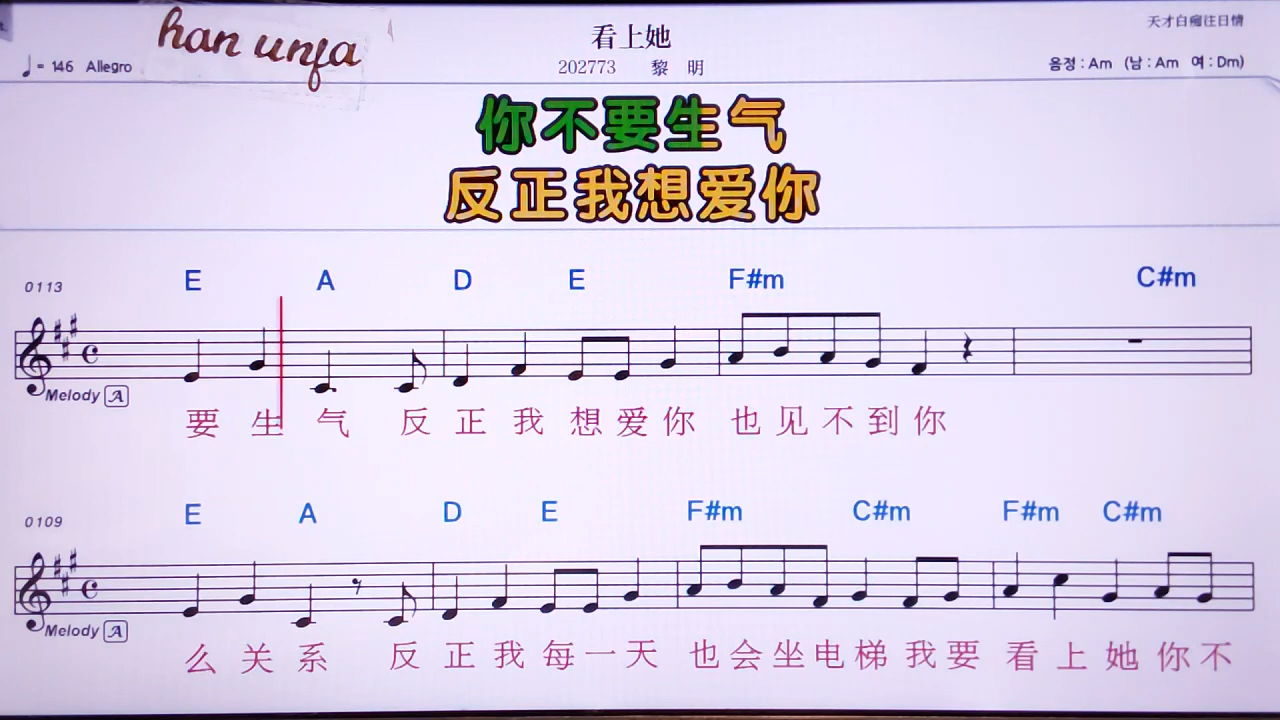 han unfa
看上她
天才白痴往日情
♩= 146 Allegro
202773 黎 明
음정 : Am (남 : Am 여 : Dm)
你不要生气
反正我想爱你
E A D E F#m C#m
0113
Melody A
要 生 气 反 正 我 想 爱 你 也 见 不 到 你
E A D E F#m C#m F#m C#m
0109
Melody A
么 关 系 反 正 我 每 一 天 也 会 坐 电 梯 我 要 看 上 她 你 不